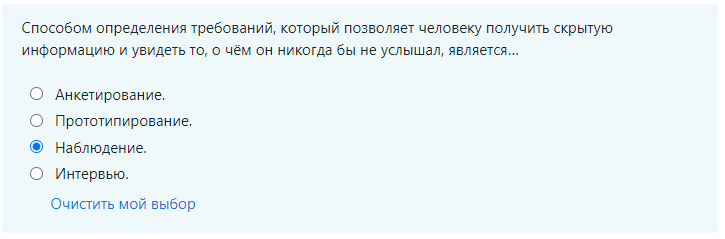 Способом определения требований, который позволяет человеку получить скрытую
информацию и увидеть то, о чём он никогда бы не услышал, является...
Анкетирование.
Прототипирование.
Наблюдение.
Интервью.
Очистить мой выбор